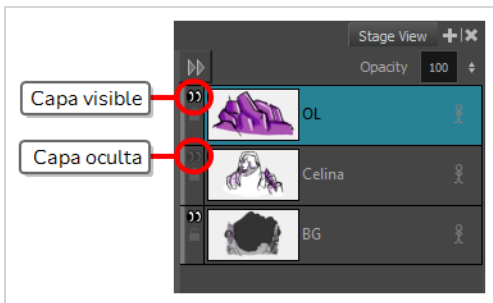 Stage View
Opacity 100
Capa visible
OL
Capa oculta
Celina
BG